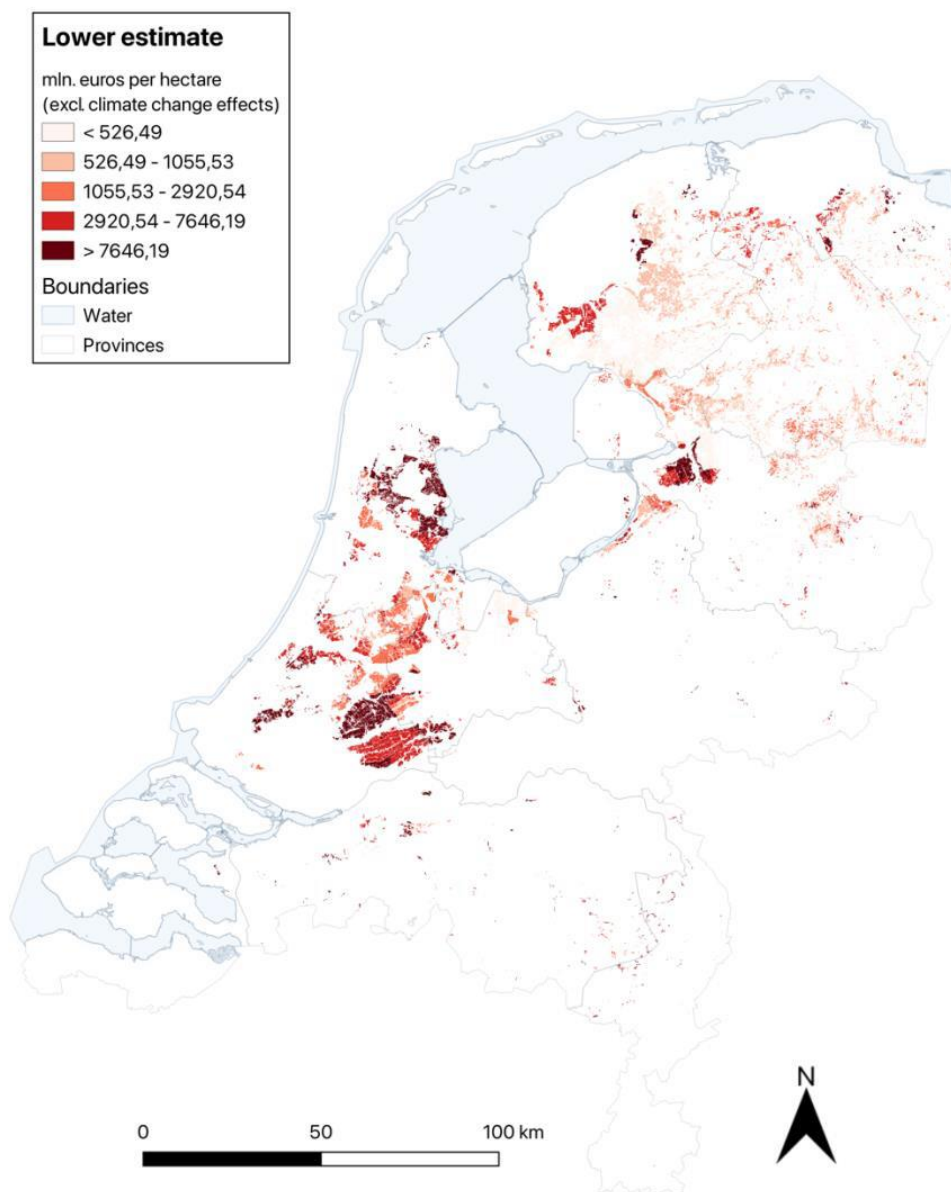 Lower estimate
mln. euros per hectare
(excl. climate change effects)
< 526,49
526,49 - 1055,53
1055,53 - 2920,54
2920,54 - 7646,19
> 7646,19
Boundaries
Water
Provinces
N
0 50 100 km